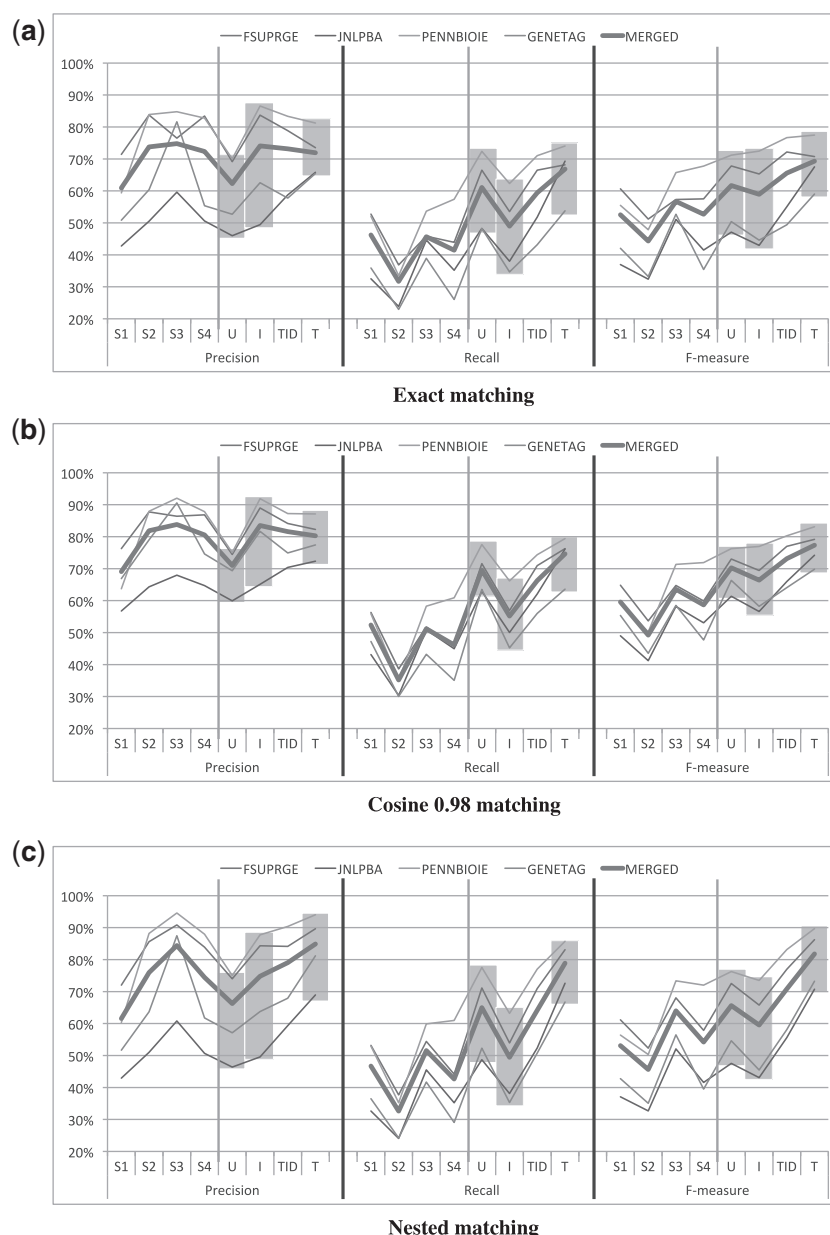 (a)
FSUPRGE JNLPBA PENNBIOIE GENETAG MERGED
100%
90%
80%
70%
60%
50%
40%
30%
20%
S1 S2 S3 S4 U I TID T S1 S2 S3 S4 U I TID T S1 S2 S3 S4 U I TID T
Precision Recall F-measure
Exact matching
(b)
FSUPRGE JNLPBA PENNBIOIE GENETAG MERGED
100%
90%
80%
70%
60%
50%
40%
30%
20%
S1 S2 S3 S4 U I TID T S1 S2 S3 S4 U I TID T S1 S2 S3 S4 U I TID T
Precision Recall F-measure
Cosine 0.98 matching
(c)
FSUPRGE JNLPBA PENNBIOIE GENETAG MERGED
100%
90%
80%
70%
60%
50%
40%
30%
20%
S1 S2 S3 S4 U I TID T S1 S2 S3 S4 U I TID T S1 S2 S3 S4 U I TID T
Precision Recall F-measure
Nested matching